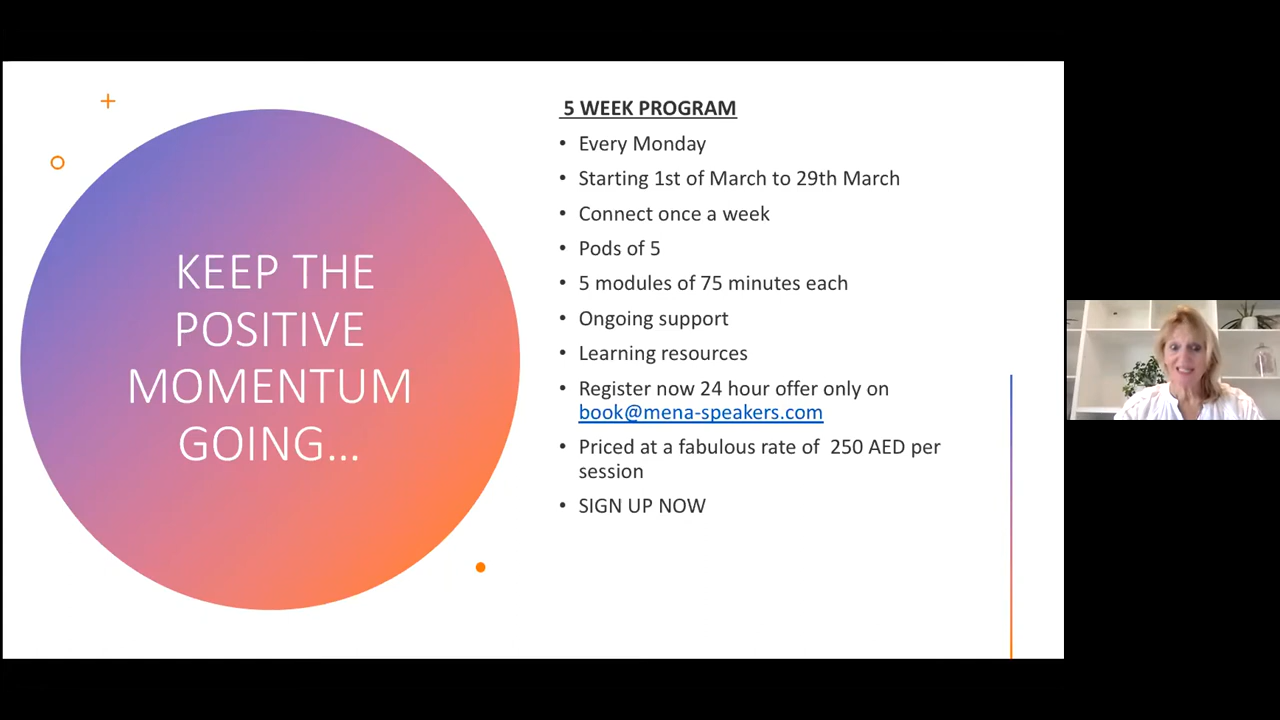 KEEP THE
POSITIVE
MOMENTUM
GOING...
5 WEEK PROGRAM
• Every Monday
• Starting 1st of March to 29th March
• Connect once a week
• Pods of 5
• 5 modules of 75 minutes each
• Ongoing support
• Learning resources
• Register now 24 hour offer only on
book@mena-speakers.com
• Priced at a fabulous rate of 250 AED per
session
• SIGN UP NOW